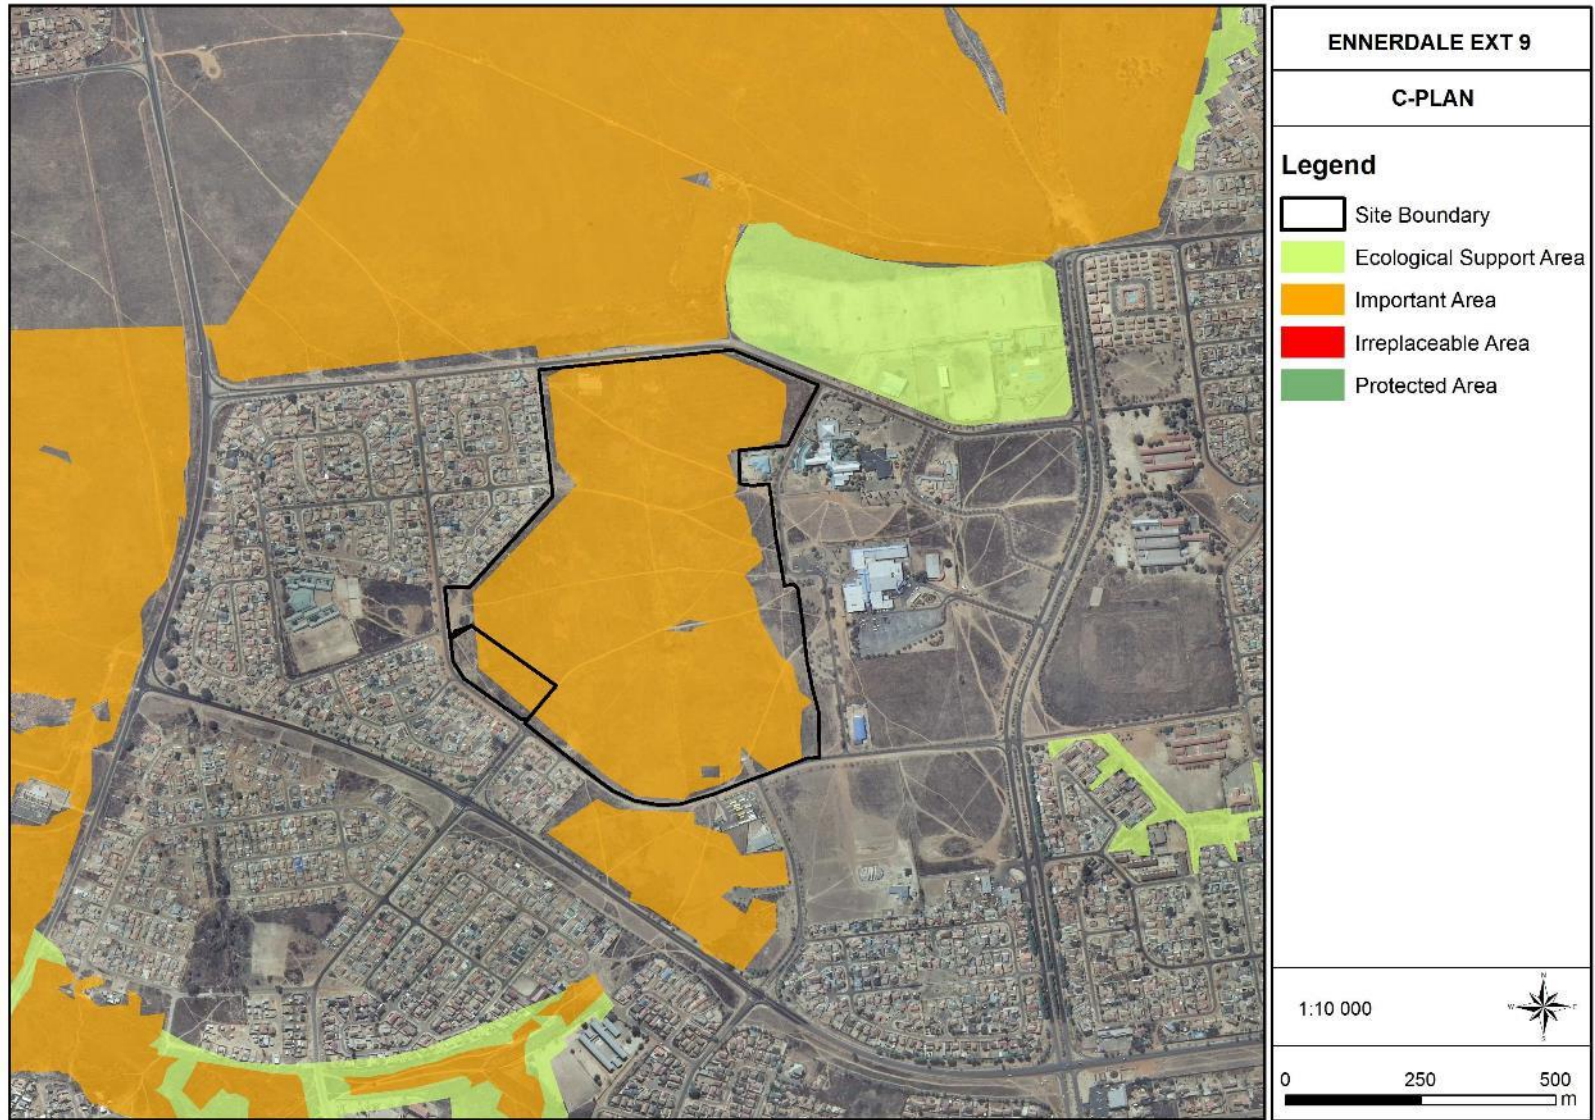 ENNERDALE EXT 9
C-PLAN
Legend
Site Boundary
Ecological Support Area
Important Area
Irreplaceable Area
Protected Area
1:10 000
N
W
E
S
0 250 500
m